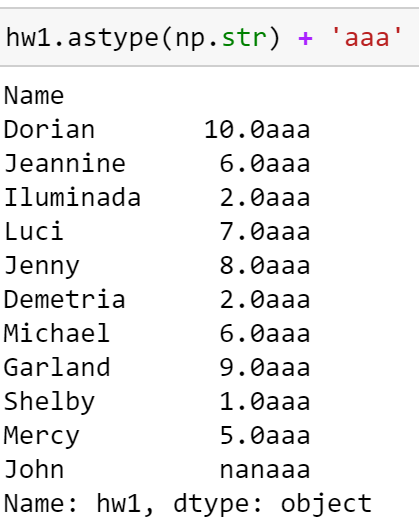 hw1.astype(np.str) + 'aaa'
Name
Dorian 10.0aaa
Jeannine 6.0aaa
Iluminada 2.0aaa
Luci 7.0aaa
Jenny 8.0aaa
Demetria 2.0aaa
Michael 6.0aaa
Garland 9.0aaa
Shelby 1.0aaa
Mercy 5.0aaa
John nanaaa
Name: hw1, dtype: object